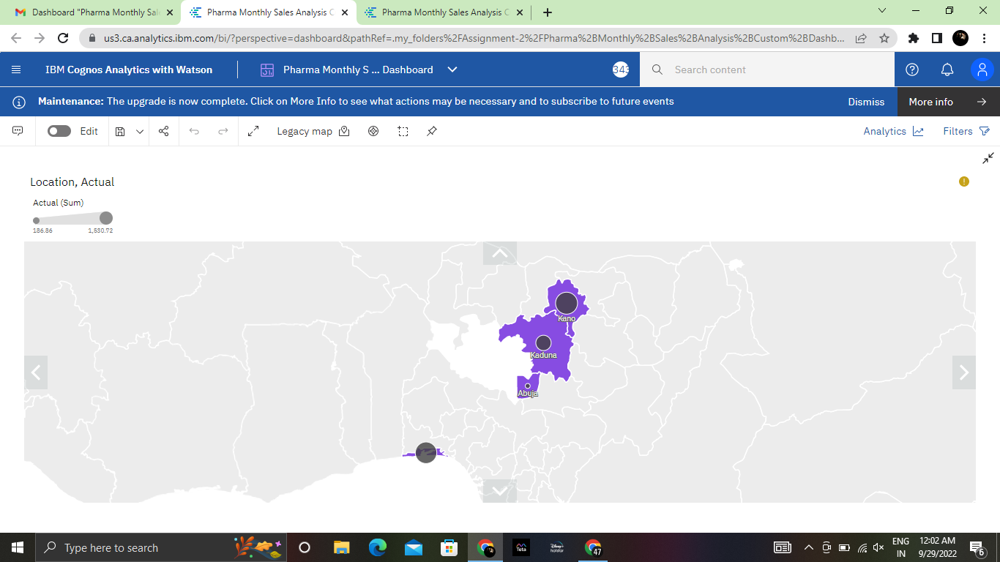 Dashboard "Pharma Monthly Sal
Pharma Monthly Sales Analysis C
Pharma Monthly Sales Analysis C
us3.ca.analytics.ibm.com/bi/?perspective=dashboard&pathRef=.my_folders%2FAssignment-2%2FPharma%2BMonthly%2BSales%2BAnalysis%2BCustom%2BDashb...
IBM Cognos Analytics with Watson
Pharma Monthly S ... Dashboard
343
Search content
Maintenance: The upgrade is now complete. Click on More Info to see what actions may be necessary and to subscribe to future events
Dismiss
More info
Edit
Legacy map
Analytics
Filters
Location, Actual
Actual (Sum)
186.86
1,530.72
Kano
Kaduna
Abuja
Type here to search
Teta
Disney+
hotstar
47
ENG
IN
12:02 AM
9/29/2022
6